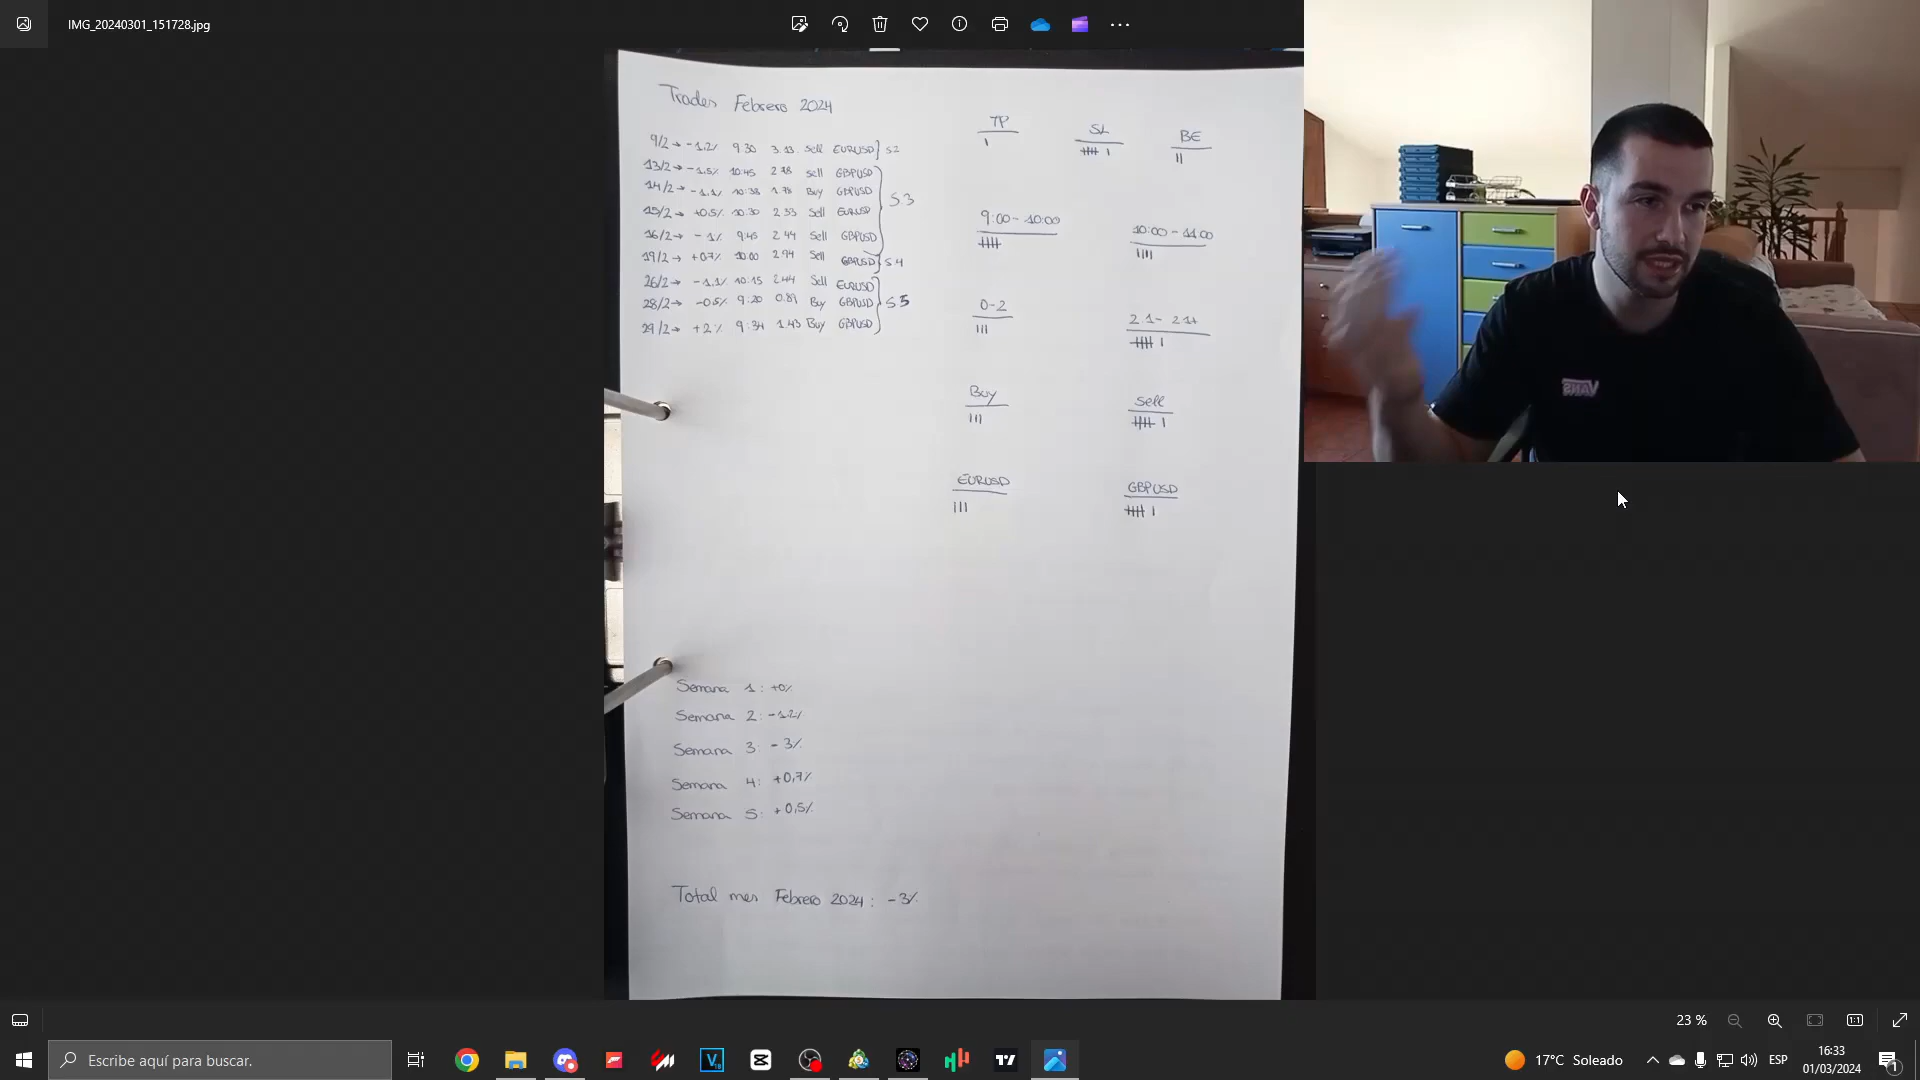 IMG_20240301_151728.jpg
Trades Febrero 2024
9/2 → -1.2% 9:30 3.13 Sell EURUSD } S2
13/2 → -1.5% 10:45 2.78 Sell GBPUSD
14/2 → -1.1% 10:38 1.78 Buy GBPUSD
15/2 → +0.5% 10:30 2.33 Sell EURUSD
S.3
16/2 → -1% 9:45 2.44 Sell GBPUSD
19/2 → +0.7% 10:00 2.94 Sell GBPUSD } S4
26/2 → -1.1% 10:15 2.44 Sell EURUSD
28/2 → -0.5% 9:20 0.89 Buy GBPUSD } S5
29/2 → +2% 9:34 1.43 Buy GBPUSD
TP
SL
BE
9:00 - 10:00
10:00 - 11:00
0-2
2.1 - 2.1+
Buy
Sell
EURUSD
GBPUSD
Semana 1: +0%
Semana 2: -1.2%
Semana 3: -3%
Semana 4: +0,7%
Semana 5: +0,5%
Total mes Febrero 2024: -3%
VANS
23 %
Escribe aquí para buscar.
17°C Soleado
ESP
16:33
01/03/2024